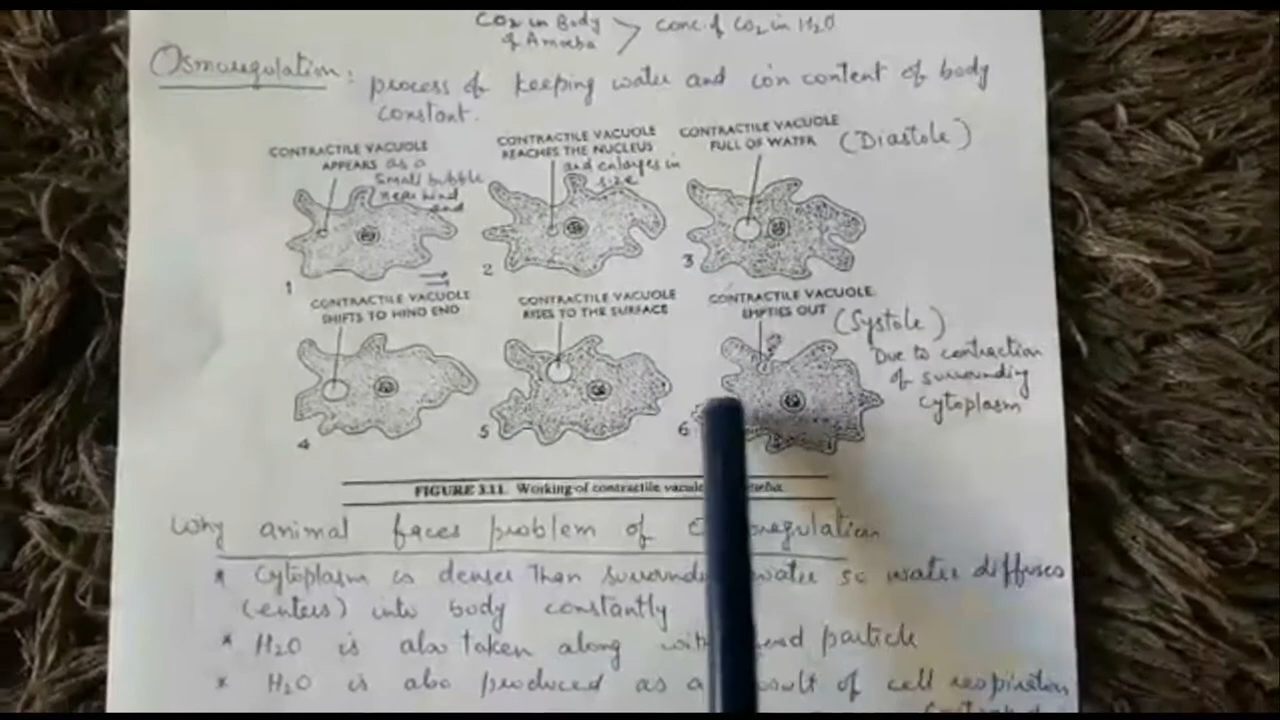 CO2 in Body > conc. of CO2 in H2O
of Amoeba
Osmoregulation: process of keeping water and ion content of body
constant.
CONTRACTILE VACUOLE
APPEARS as a
small bubble
near hind
end
1
CONTRACTILE VACUOLE
REACHES THE NUCLEUS
and enlarges in
size
2
CONTRACTILE VACUOLE
FULL OF WATER
(Diastole)
3
CONTRACTILE VACUOLE
SHIFTS TO HIND END
4
CONTRACTILE VACUOLE
RISES TO THE SURFACE
5
CONTRACTILE VACUOLE
EMPTIES OUT
(Systole)
Due to contraction
of surrounding
cytoplasm
6
FIGURE 3.11. Working of contractile vacuole
Why animal faces problem of
* Cytoplasm is denser than water so water diffuses
(enters) into body constantly
* H2O is also taken along particle
* H2O is also produced as a of cell respiration